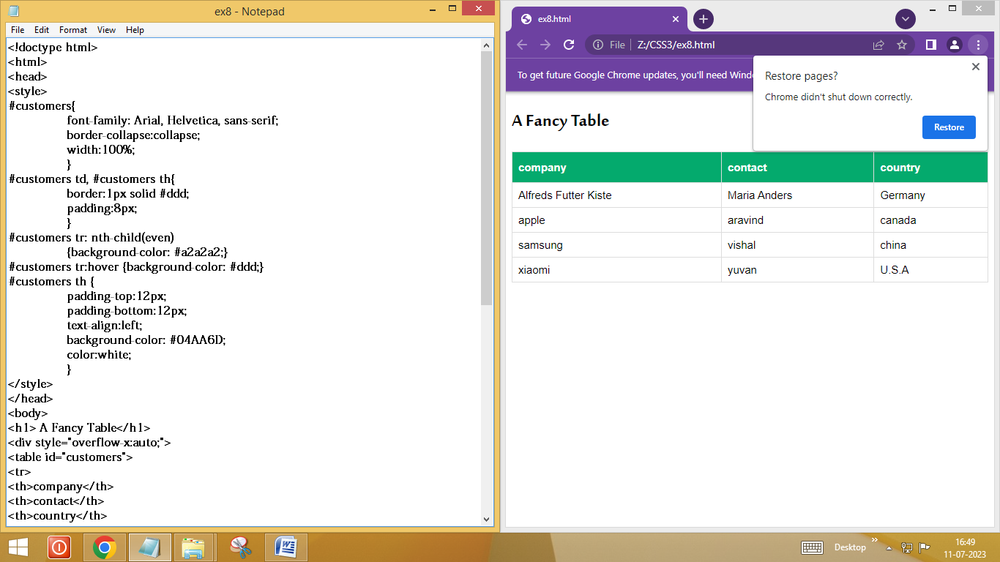 ex8 - Notepad
File Edit Format View Help
<!doctype html>
<html>
<head>
<style>
#customers{
font-family: Arial, Helvetica, sans-serif;
border-collapse:collapse;
width:100%;
}
#customers td, #customers th{
border:1px solid #ddd;
padding:8px;
}
#customers tr: nth-child(even)
{background-color: #a2a2a2;}
#customers tr:hover {background-color: #ddd;}
#customers th {
padding-top:12px;
padding-bottom:12px;
text-align:left;
background-color: #04AA6D;
color:white;
}
</style>
</head>
<body>
<h1> A Fancy Table</h1>
<div style="overflow-x:auto;">
<table id="customers">
<tr>
<th>company</th>
<th>contact</th>
<th>country</th>
ex8.html
File Z:/CSS3/ex8.html
To get future Google Chrome updates, you'll need
Restore pages?
Chrome didn't shut down correctly.
Restore
A Fancy Table
company contact country
Alfreds Futter Kiste Maria Anders Germany
apple aravind canada
samsung vishal china
xiaomi yuvan U.S.A
Desktop
16:49
11-07-2023